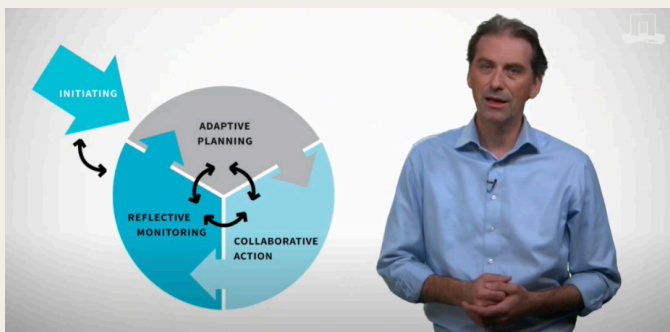 INITIATING
ADAPTIVE
PLANNING
REFLECTIVE
MONITORING
COLLABORATIVE
ACTION